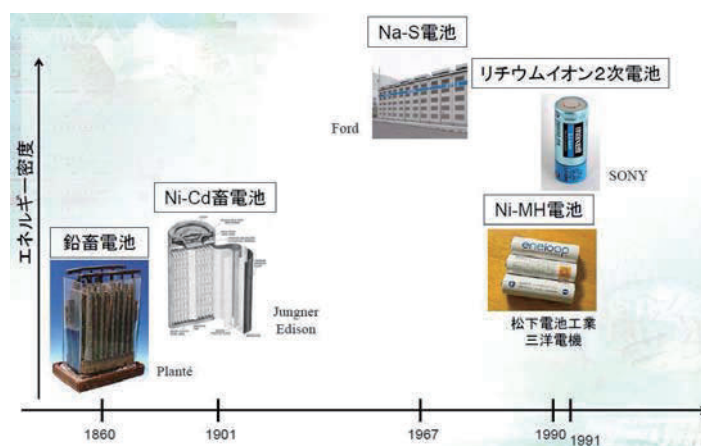 Na-S電池
リチウムイオン2次電池
Ford
エネルギー密度
maxell
SONY
Ni-Cd畜電池
Ni-MH電池
鉛畜電池
eneloop
Jungner
Edison
松下電池工業
三洋電機
Planté
1860
1901
1967
1990
1991